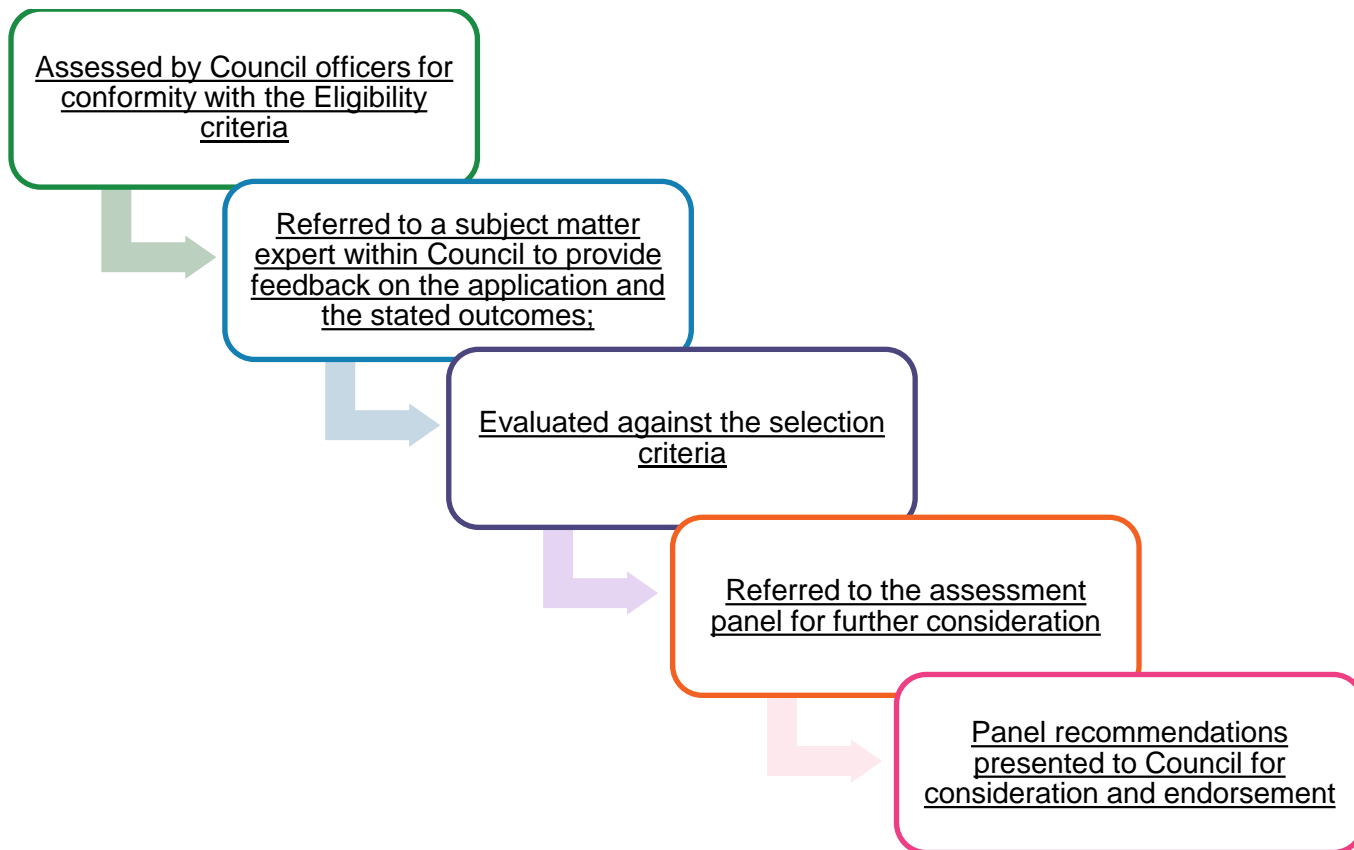 Assessed by Council officers for
conformity with the Eligibility
criteria
Referred to a subject matter
expert within Council to provide
feedback on the application and
the stated outcomes;
Evaluated against the selection
criteria
Referred to the assessment
panel for further consideration
Panel recommendations
presented to Council for
consideration and endorsement